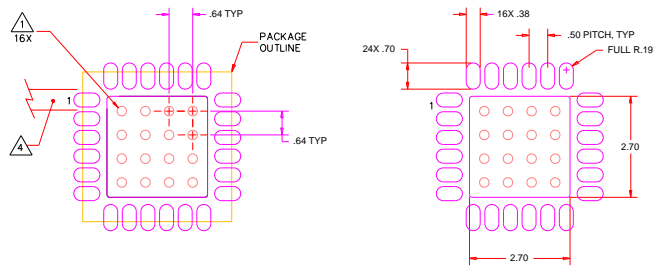 1
16X
.64 TYP
PACKAGE
OUTLINE
1
4
.64 TYP
16X .38
.50 PITCH, TYP
24X .70
FULL R.19
1
2.70
2.70